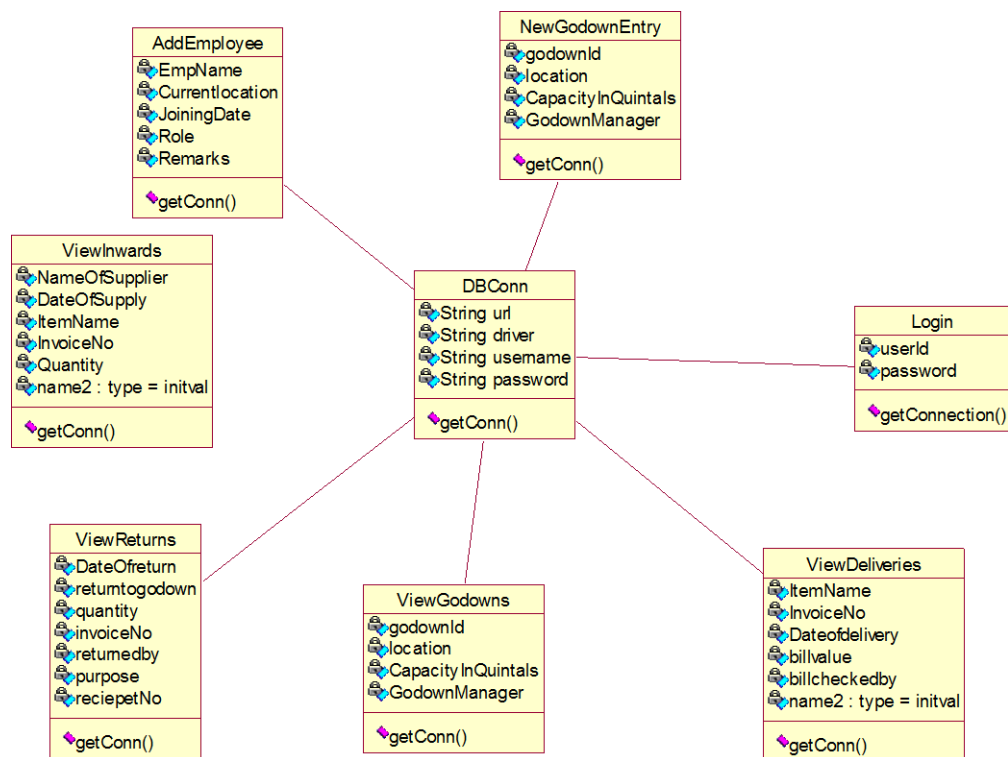 AddEmployee
EmpName
Currentlocation
JoiningDate
Role
Remarks
getConn()
NewGodownEntry
godownId
location
CapacityInQuintals
GodownManager
getConn()
ViewInwards
NameOfSupplier
DateOfSupply
ItemName
InvoiceNo
Quantity
name2 : type = initval
getConn()
DBConn
String url
String driver
String username
String password
getConn()
Login
userId
password
getConnection()
ViewReturns
DateOfreturn
returntogodown
quantity
invoiceNo
returnedby
purpose
reciepetNo
getConn()
ViewGodowns
godownId
location
CapacityInQuintals
GodownManager
getConn()
ViewDeliveries
ItemName
InvoiceNo
Dateofdelivery
billvalue
billcheckedby
name2 : type = initval
getConn()